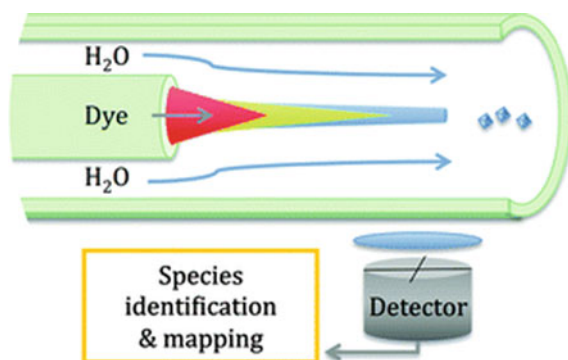 H₂O
Dye
H₂O
Detector
Species
identification
& mapping